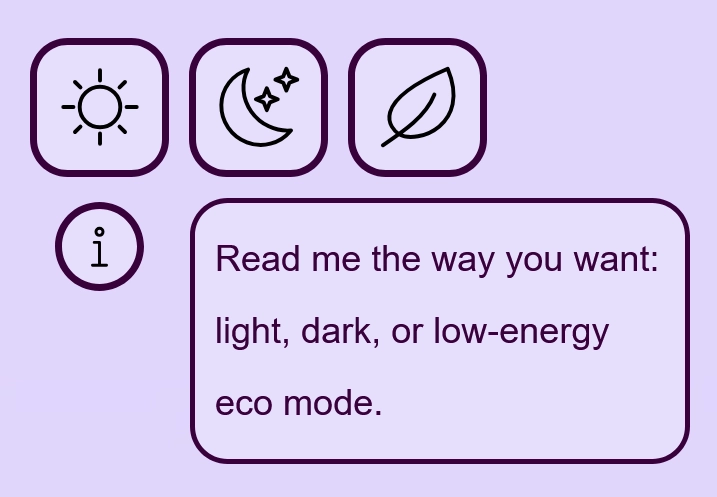 i
Read me the way you want:
light, dark, or low-energy
eco mode.